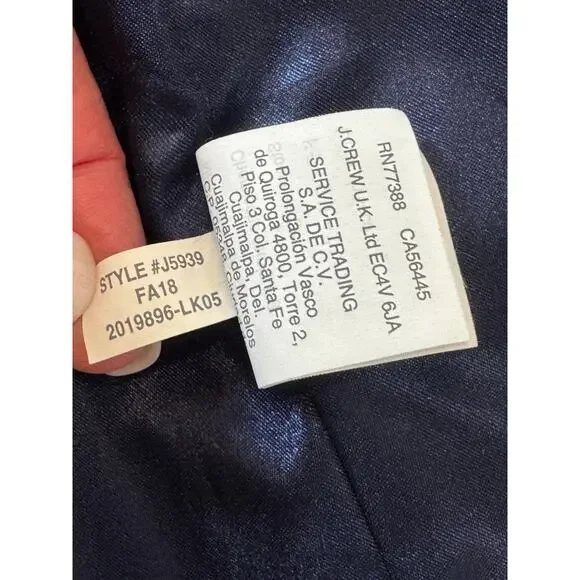 STYLE #J5939
FA18
2019896-LK05
RN77388 CA56445
J.CREW U.K. Ltd EC4V 6JA
SERVICE TRADING
S.A. DE C.V.
Prolongación Vasco
de Quiroga 4800, Torre 2,
Piso 3 Col. Santa Fe
Cuajimalpa, Del.
Cuajimalpa de Morelos